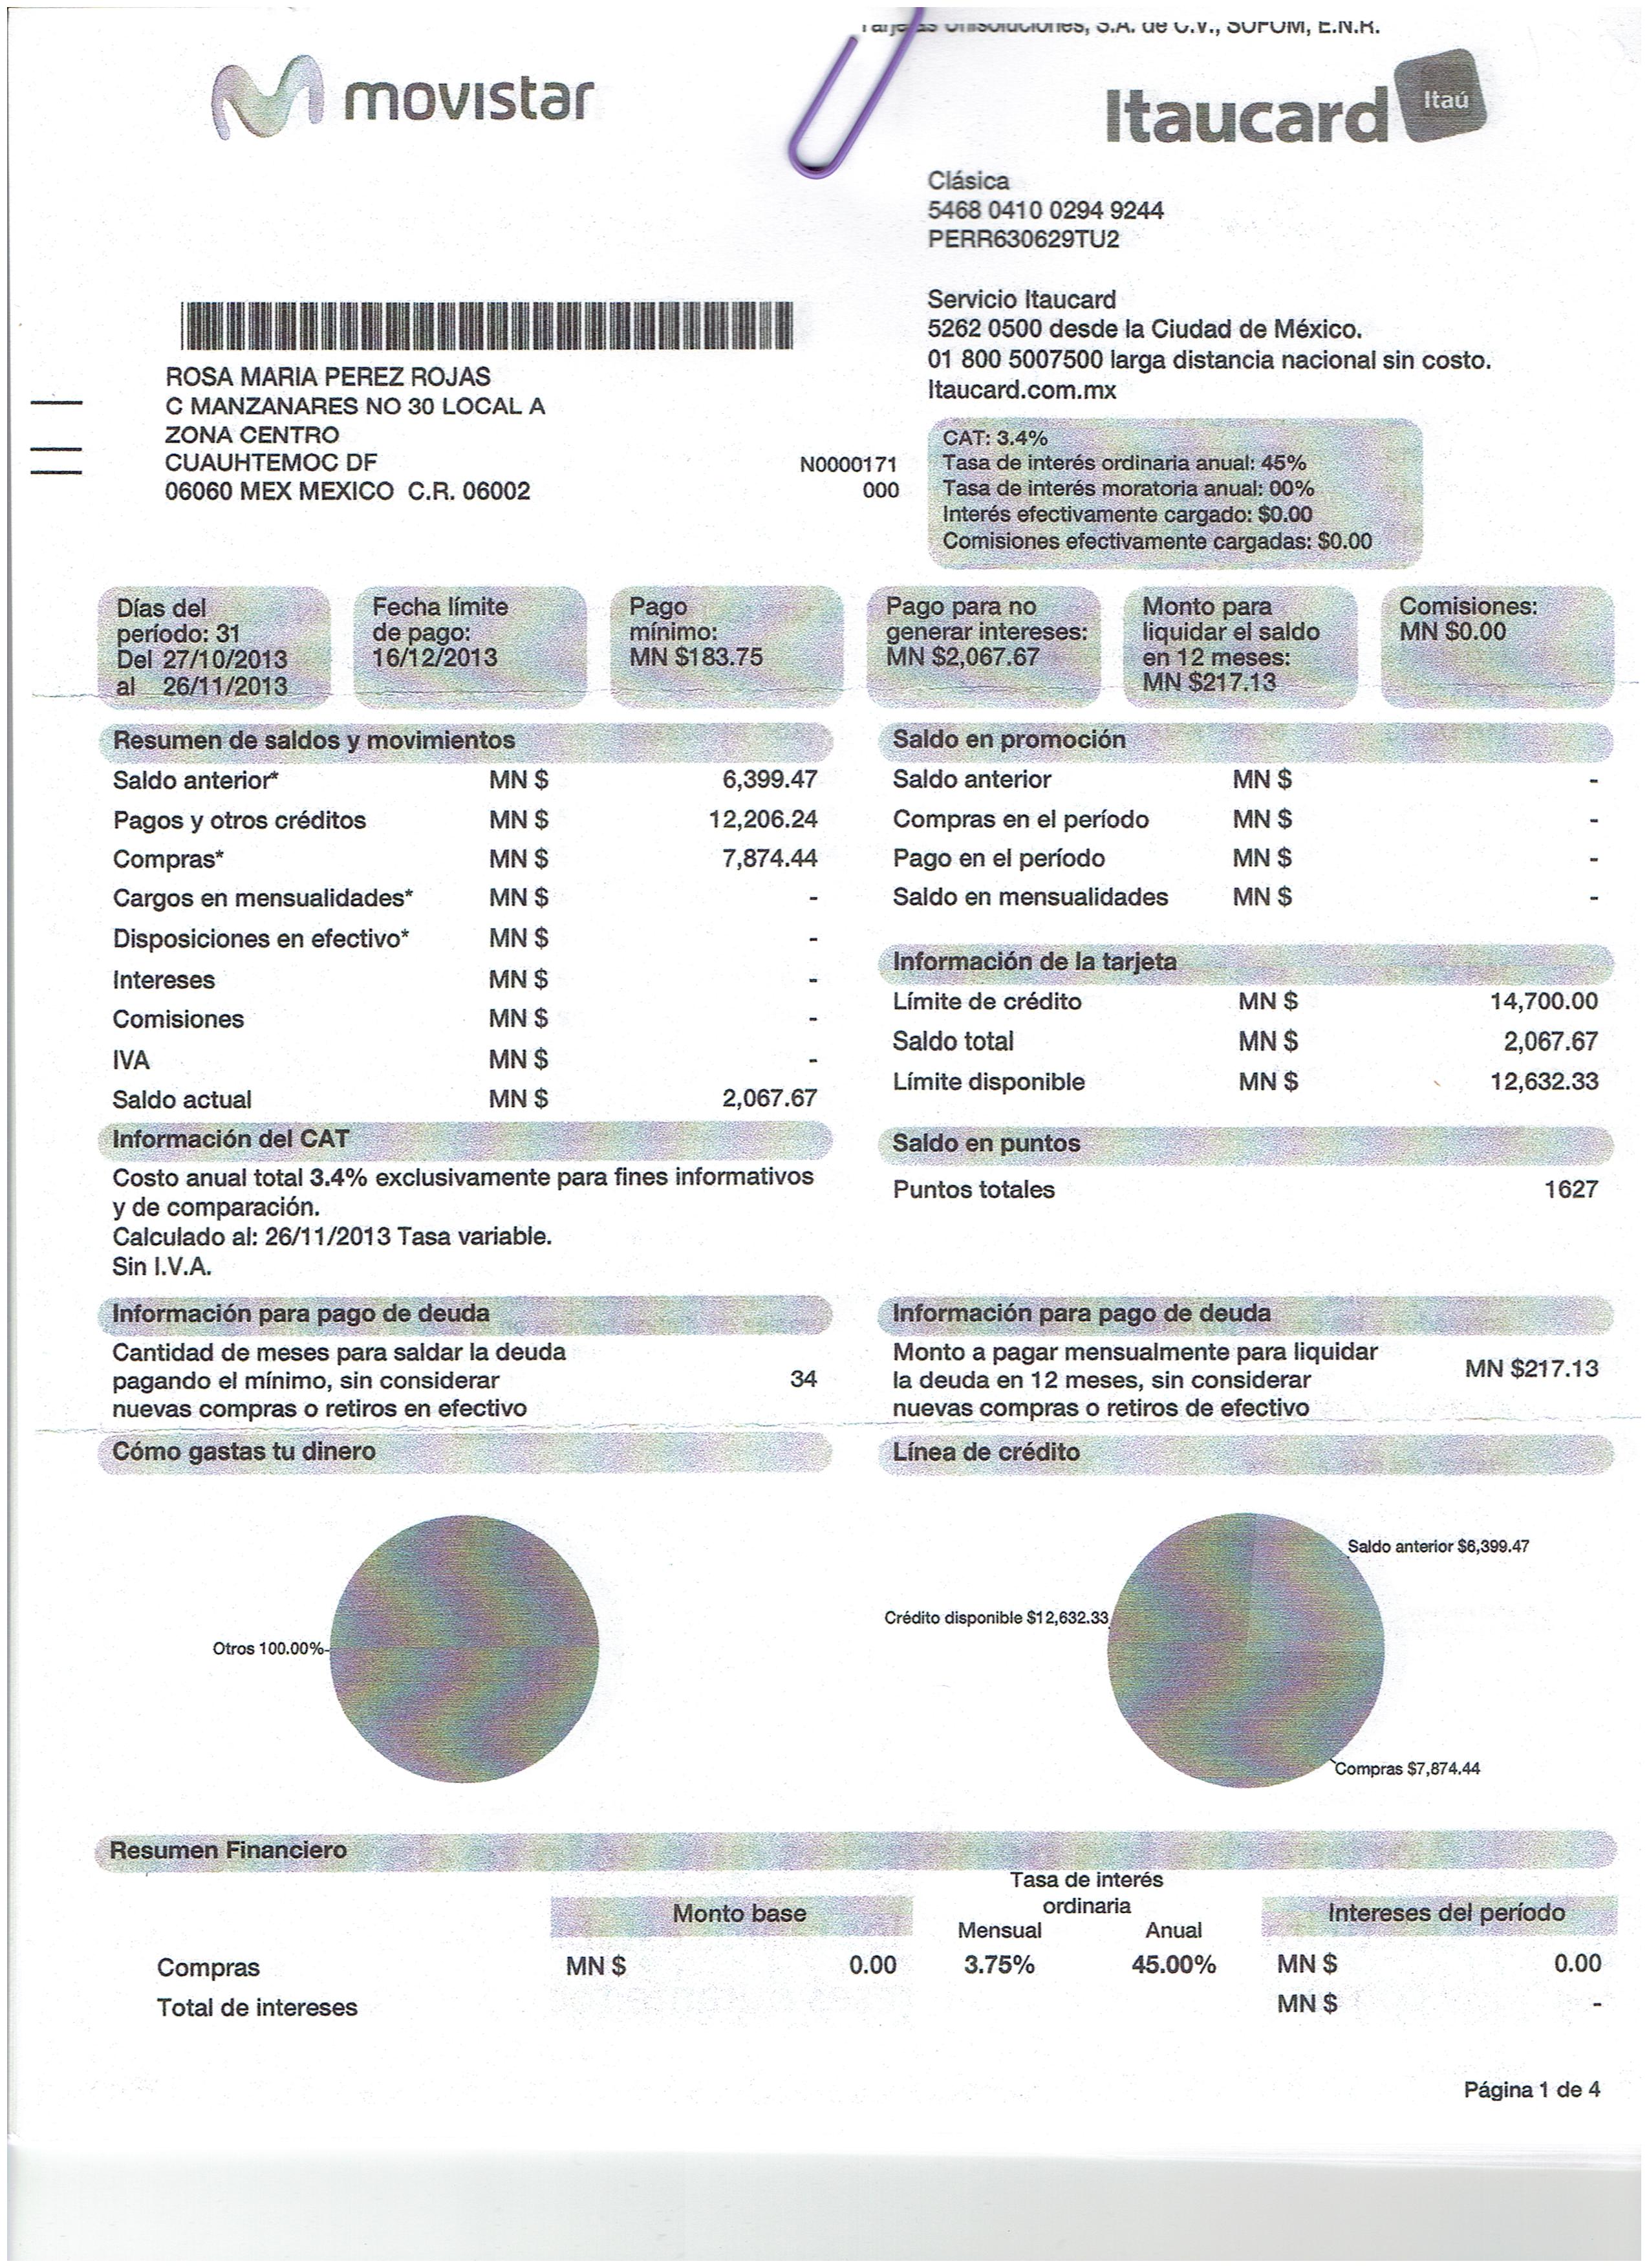 Tarjetas Unisoluciones, S.A. de C.V., SOFOM, E.N.R.
movistar
Itaucard Itaú
Clásica
5468 0410 0294 9244
PERR630629TU2
Servicio Itaucard
5262 0500 desde la Ciudad de México.
01 800 5007500 larga distancia nacional sin costo.
Itaucard.com.mx
ROSA MARIA PEREZ ROJAS
C MANZANARES NO 30 LOCAL A
ZONA CENTRO
CUAUHTEMOC DF
06060 MEX MEXICO C.R. 06002
N0000171
000
CAT: 3.4%
Tasa de interés ordinaria anual: 45%
Tasa de interés moratoria anual: 00%
Interés efectivamente cargado: $0.00
Comisiones efectivamente cargadas: $0.00
Días del
período: 31
Del 27/10/2013
al 26/11/2013
Fecha límite
de pago:
16/12/2013
Pago
mínimo:
MN $183.75
Pago para no
generar intereses:
MN $2,067.67
Monto para
liquidar el saldo
en 12 meses:
MN $217.13
Comisiones:
MN $0.00
Resumen de saldos y movimientos
Saldo anterior* MN $ 6,399.47
Pagos y otros créditos MN $ 12,206.24
Compras* MN $ 7,874.44
Cargos en mensualidades* MN $ -
Disposiciones en efectivo* MN $ -
Intereses MN $ -
Comisiones MN $ -
IVA MN $ -
Saldo actual MN $ 2,067.67
Saldo en promoción
Saldo anterior MN $ -
Compras en el período MN $ -
Pago en el período MN $ -
Saldo en mensualidades MN $ -
Información de la tarjeta
Límite de crédito MN $ 14,700.00
Saldo total MN $ 2,067.67
Límite disponible MN $ 12,632.33
Información del CAT
Costo anual total 3.4% exclusivamente para fines informativos
y de comparación.
Calculado al: 26/11/2013 Tasa variable.
Sin I.V.A.
Saldo en puntos
Puntos totales 1627
Información para pago de deuda
Cantidad de meses para saldar la deuda
pagando el mínimo, sin considerar 34
nuevas compras o retiros en efectivo
Información para pago de deuda
Monto a pagar mensualmente para liquidar
la deuda en 12 meses, sin considerar MN $217.13
nuevas compras o retiros de efectivo
Cómo gastas tu dinero
Otros 100.00%
Línea de crédito
Saldo anterior $6,399.47
Crédito disponible $12,632.33
Compras $7,874.44
Resumen Financiero
Tasa de interés
ordinaria
Monto base Mensual Anual Intereses del período
Compras MN $ 0.00 3.75% 45.00% MN $ 0.00
Total de intereses MN $ -
Página 1 de 4